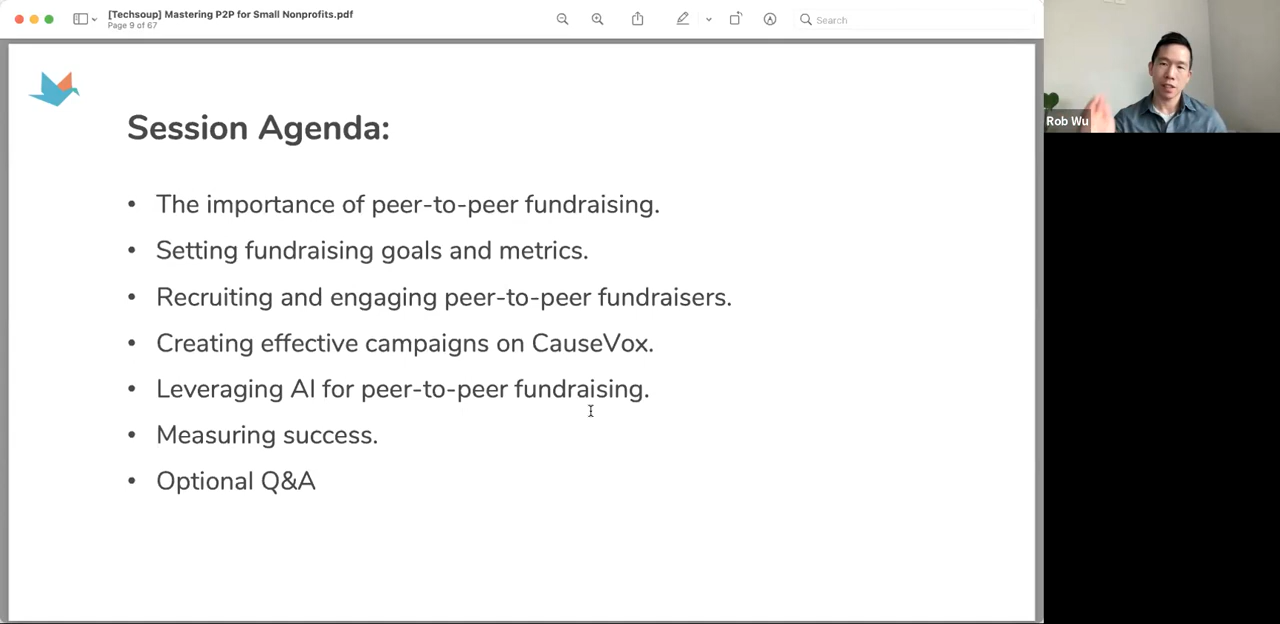 [Techsoup] Mastering P2P for Small Nonprofits.pdf
Page 9 of 67
Search
Session Agenda:
• The importance of peer-to-peer fundraising.
• Setting fundraising goals and metrics.
• Recruiting and engaging peer-to-peer fundraisers.
• Creating effective campaigns on CauseVox.
• Leveraging AI for peer-to-peer fundraising.
• Measuring success.
• Optional Q&A
Rob Wu